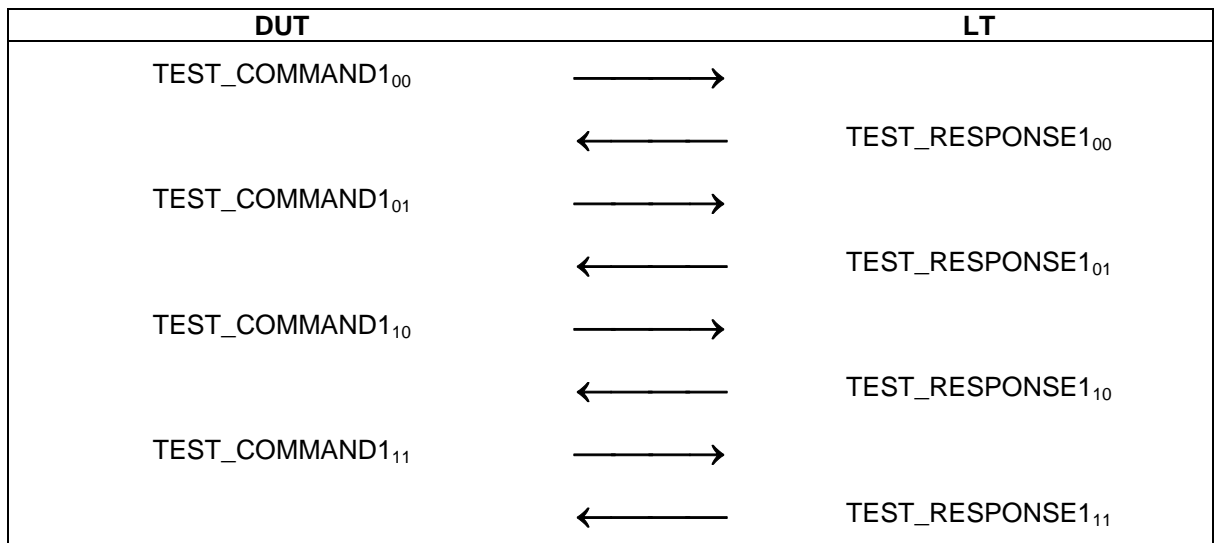 DUT LT
TEST_COMMAND1₀₀
TEST_RESPONSE1₀₀
TEST_COMMAND1₀₁
TEST_RESPONSE1₀₁
TEST_COMMAND1₁₀
TEST_RESPONSE1₁₀
TEST_COMMAND1₁₁
TEST_RESPONSE1₁₁